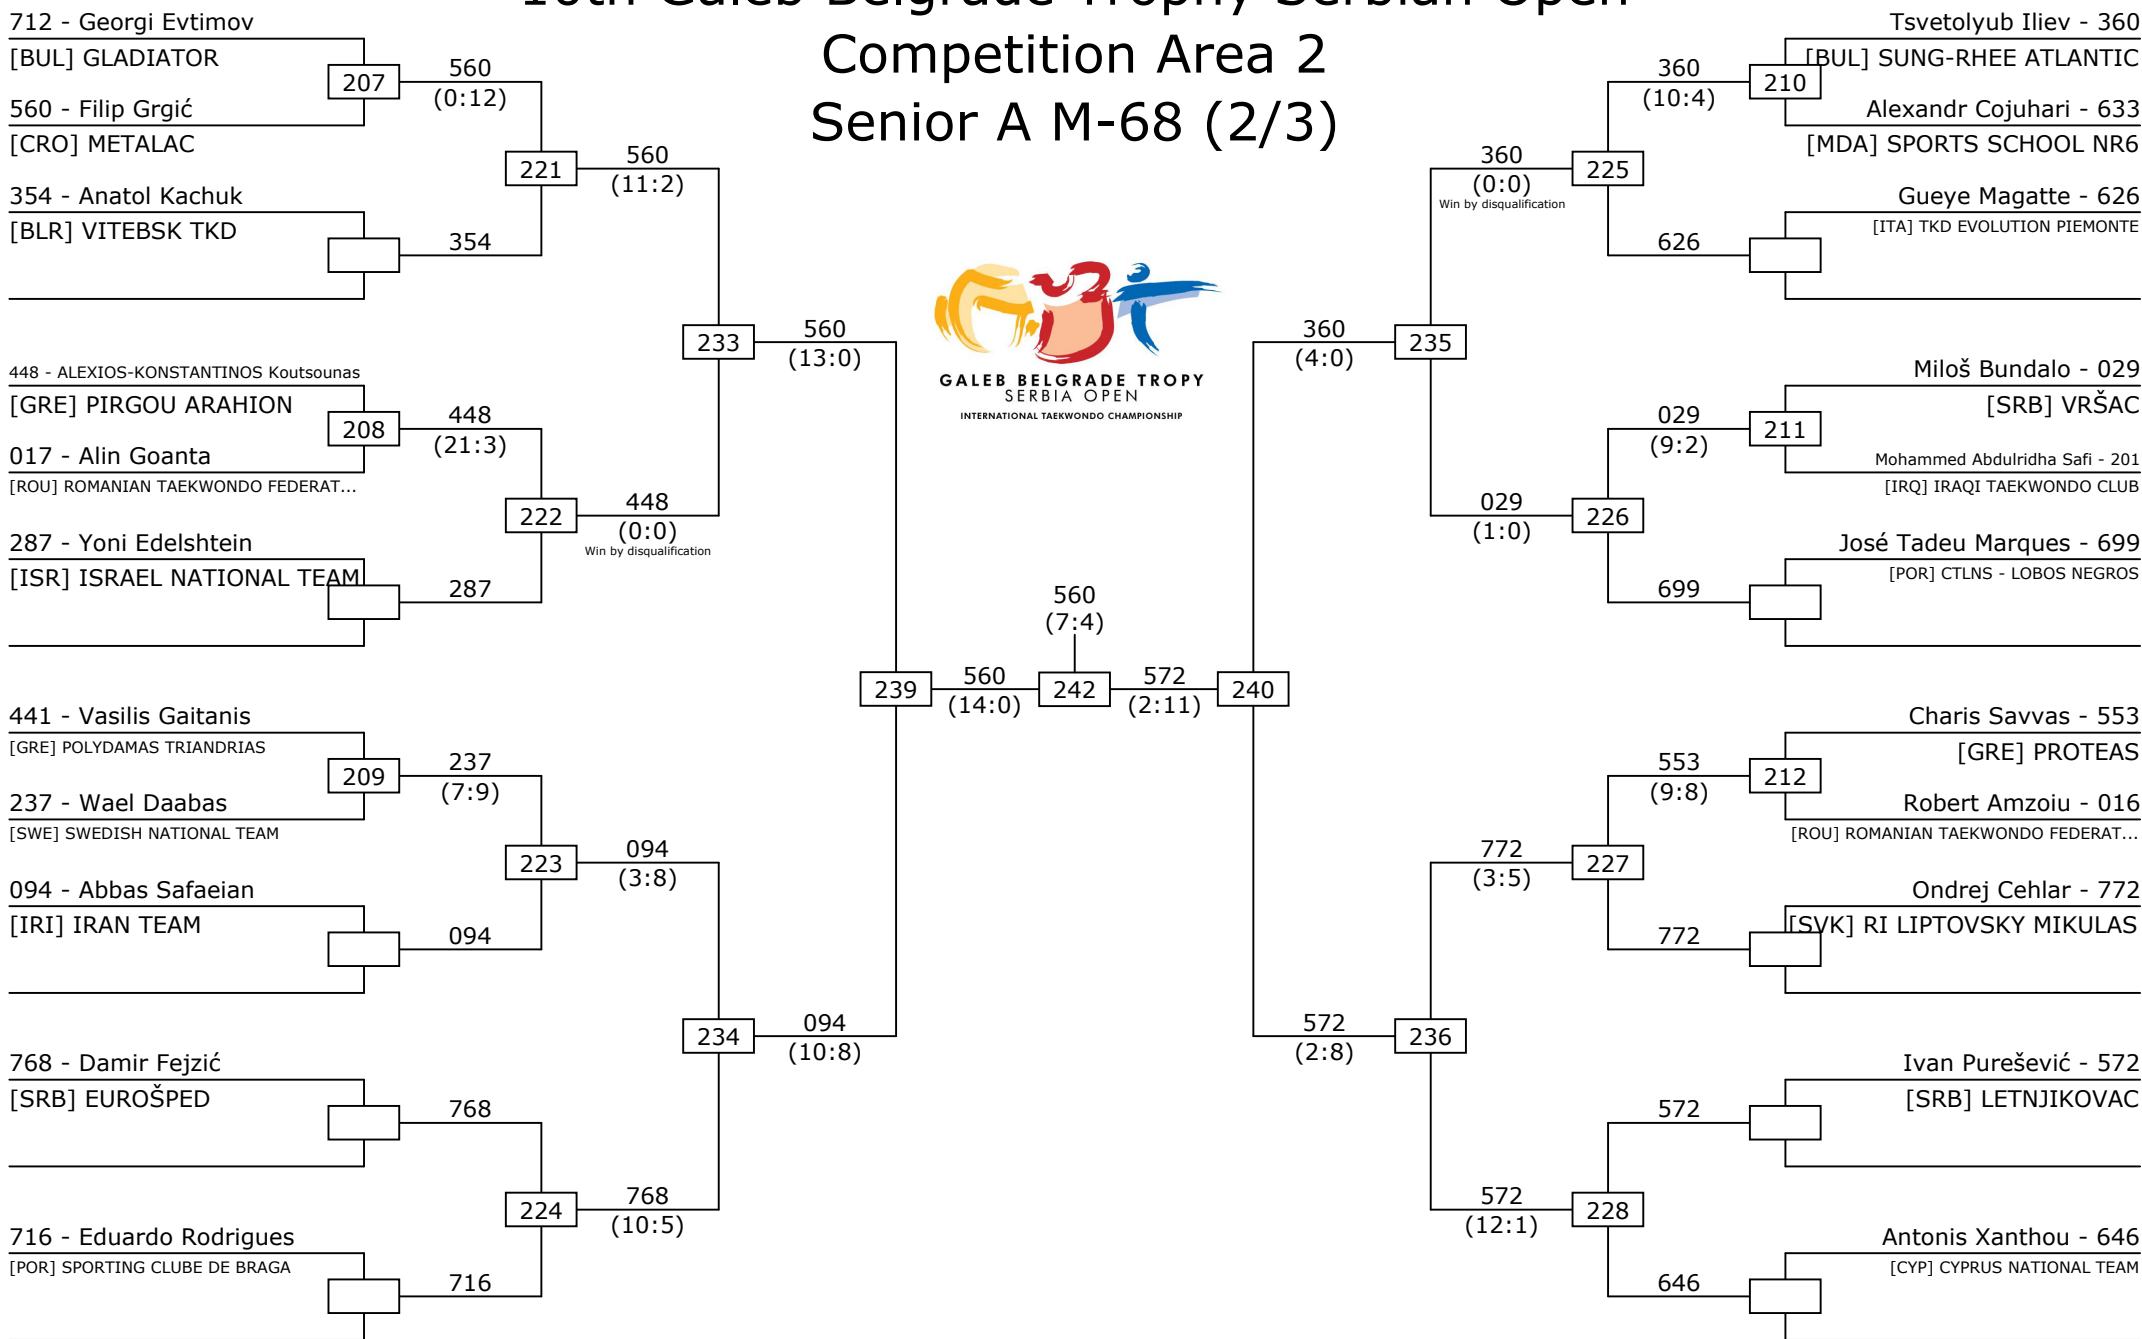 16th Galeb Belgrade Trophy Serbian Open
Competition Area 2
Senior A M-68 (2/3)
712 - Georgi Evtimov
[BUL] GLADIATOR
207
560
(0:12)
560 - Filip Grgić
[CRO] METALAC
221
560
(11:2)
354 - Anatol Kachuk
[BLR] VITEBSK TKD
354
233
560
(13:0)
448 - ALEXIOS-KONSTANTINOS Koutsounas
[GRE] PIRGOU ARAHION
208
448
(21:3)
017 - Alin Goanta
[ROU] ROMANIAN TAEKWONDO FEDERAT...
222
448
(0:0)
Win by disqualification
287 - Yoni Edelshtein
[ISR] ISRAEL NATIONAL TEAM
287
239
560
(14:0)
441 - Vasilis Gaitanis
[GRE] POLYDAMAS TRIANDRIAS
209
237
(7:9)
237 - Wael Daabas
[SWE] SWEDISH NATIONAL TEAM
223
094
(3:8)
094 - Abbas Safaeian
[IRI] IRAN TEAM
094
234
094
(10:8)
768 - Damir Fejzić
[SRB] EUROŠPED
768
224
768
(10:5)
716 - Eduardo Rodrigues
[POR] SPORTING CLUBE DE BRAGA
716
GALEB BELGRADE TROPY
SERBIA OPEN
INTERNATIONAL TAEKWONDO CHAMPIONSHIP
560
(7:4)
242
572
(2:11)
240
Tsvetolyub Iliev - 360
[BUL] SUNG-RHEE ATLANTIC
360
(10:4)
210
Alexandr Cojuhari - 633
[MDA] SPORTS SCHOOL NR6
360
(0:0)
Win by disqualification
225
Gueye Magatte - 626
[ITA] TKD EVOLUTION PIEMONTE
626
360
(4:0)
235
Miloš Bundalo - 029
[SRB] VRŠAC
029
(9:2)
211
Mohammed Abdulridha Safi - 201
[IRQ] IRAQI TAEKWONDO CLUB
029
(1:0)
226
José Tadeu Marques - 699
[POR] CTLNS - LOBOS NEGROS
699
Charis Savvas - 553
[GRE] PROTEAS
553
(9:8)
212
Robert Amzoiu - 016
[ROU] ROMANIAN TAEKWONDO FEDERAT...
772
(3:5)
227
Ondrej Cehlar - 772
[SVK] RI LIPTOVSKY MIKULAS
772
572
(2:8)
236
Ivan Purešević - 572
[SRB] LETNJIKOVAC
572
572
(12:1)
228
Antonis Xanthou - 646
[CYP] CYPRUS NATIONAL TEAM
646